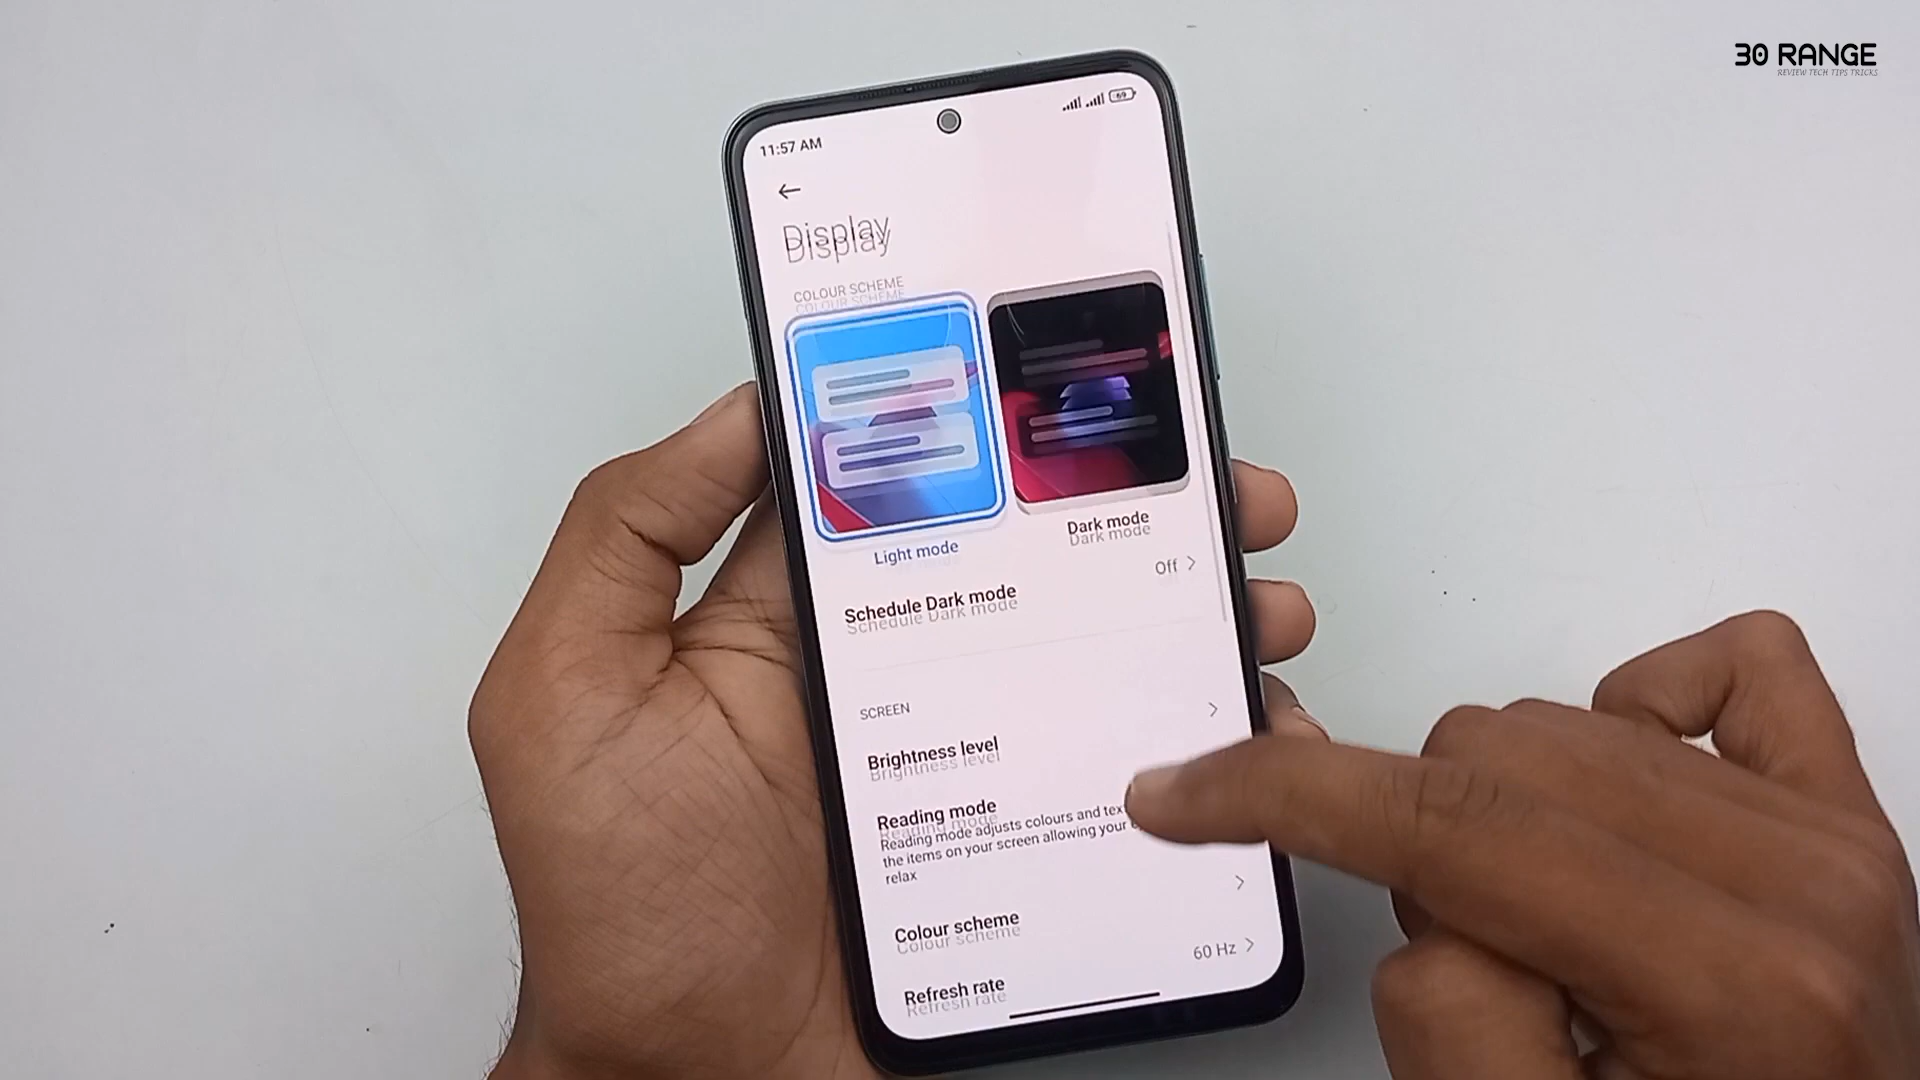 30 RANGE
REVIEW TECH TIPS TRICKS
11:57 AM
69
Display
COLOUR SCHEME
Light mode
Dark mode
Schedule Dark mode
Off
SCREEN
Brightness level
Reading mode
Reading mode adjusts colours and
the items on your screen allowing your
relax
Colour scheme
Refresh rate
60 Hz